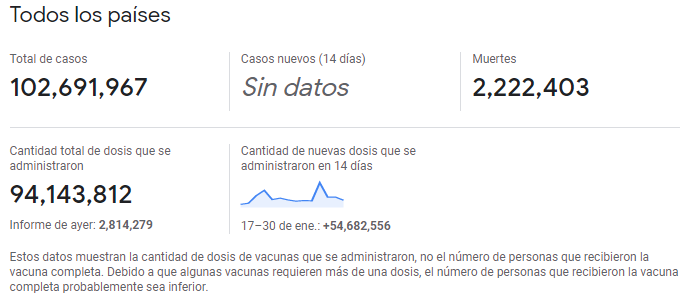 Todos los países
Total de casos
102,691,967
Casos nuevos (14 días)
Sin datos
Muertes
2,222,403
Cantidad total de dosis que se
administraron
94,143,812
Informe de ayer: 2,814,279
Cantidad de nuevas dosis que se
administraron en 14 días
17–30 de ene.: +54,682,556
Estos datos muestran la cantidad de dosis de vacunas que se administraron, no el número de personas que recibieron la
vacuna completa. Debido a que algunas vacunas requieren más de una dosis, el número de personas que recibieron la vacuna
completa probablemente sea inferior.